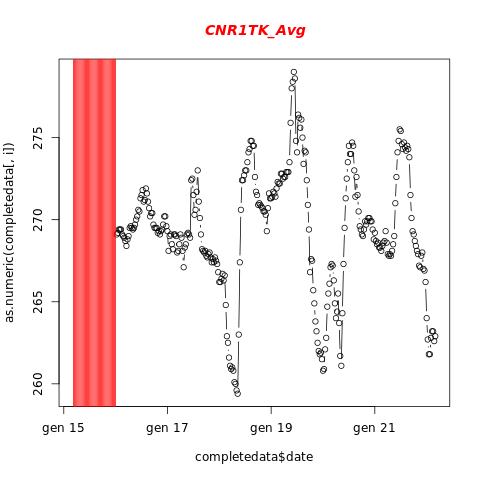 CNR1TK_Avg
as.numeric(completedata[, i])
275
270
265
260
gen 15
gen 17
gen 19
gen 21
completedata$date